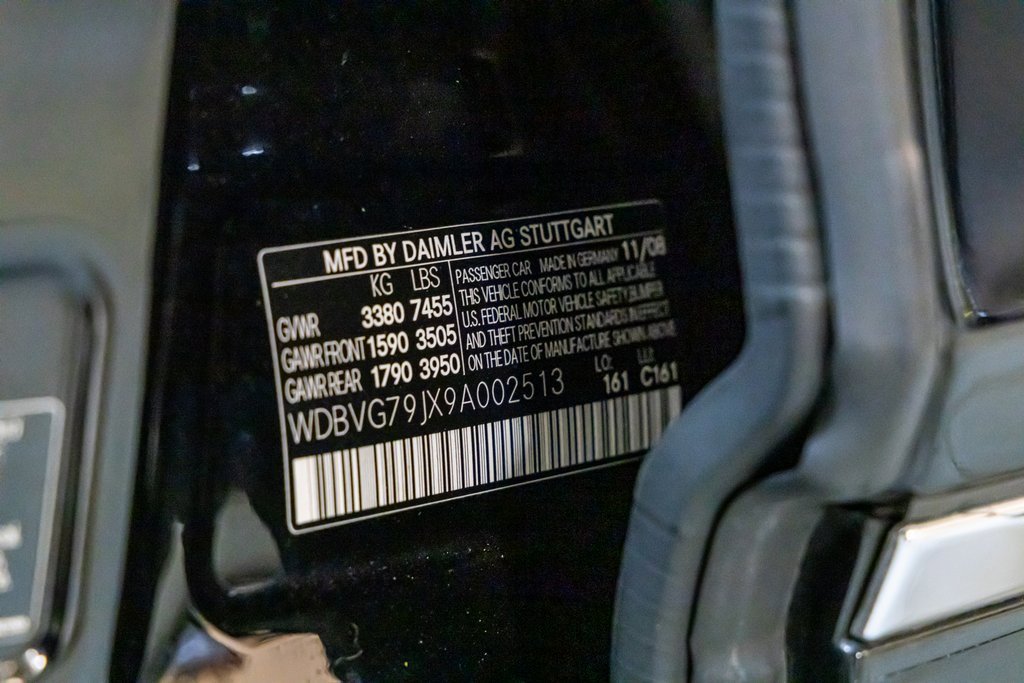 MFD BY DAIMLER AG STUTTGART
KG LBS
GVWR 3380 7455
GAWR FRONT 1590 3505
GAWR REAR 1790 3950
PASSENGER CAR MADE IN GERMANY 11/08
THIS VEHICLE CONFORMS TO ALL APPLICABLE
U.S. FEDERAL MOTOR VEHICLE SAFETY, BUMPER
AND THEFT PREVENTION STANDARDS IN EFFECT
ON THE DATE OF MANUFACTURE SHOWN ABOVE
WDBVG79JX9A002513
LO: LU:
161 C161